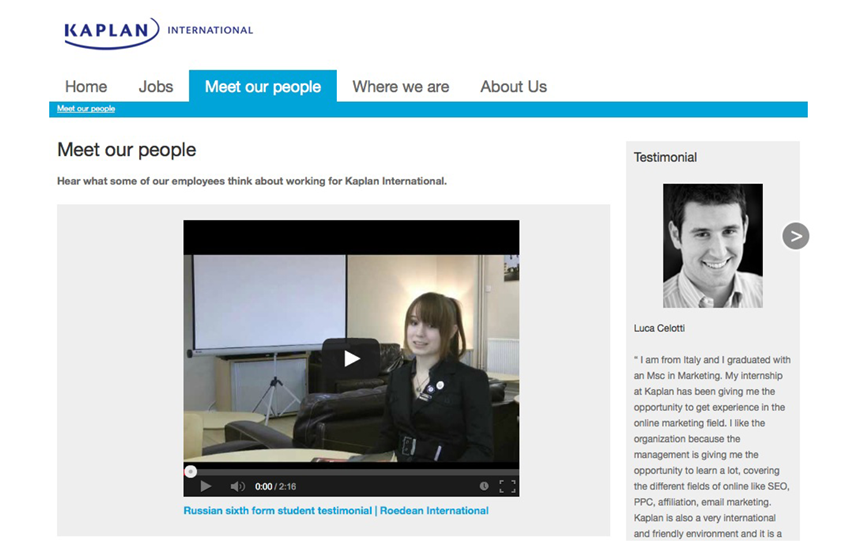 KAPLAN INTERNATIONAL
Home Jobs Meet our people Where we are About Us
Meet our people
Meet our people
Hear what some of our employees think about working for Kaplan International.
0:00 / 2:16
Russian sixth form student testimonial | Roedean International
Testimonial
>
Luca Celotti
“ I am from Italy and I graduated with
an Msc in Marketing. My internship
at Kaplan has been giving me the
opportunity to get experience in the
online marketing field. I like the
organization because the
management is giving me the
opportunity to learn a lot, covering
the different fields of online like SEO,
PPC, affiliation, email marketing.
Kaplan is also a very international
and friendly environment and it is a